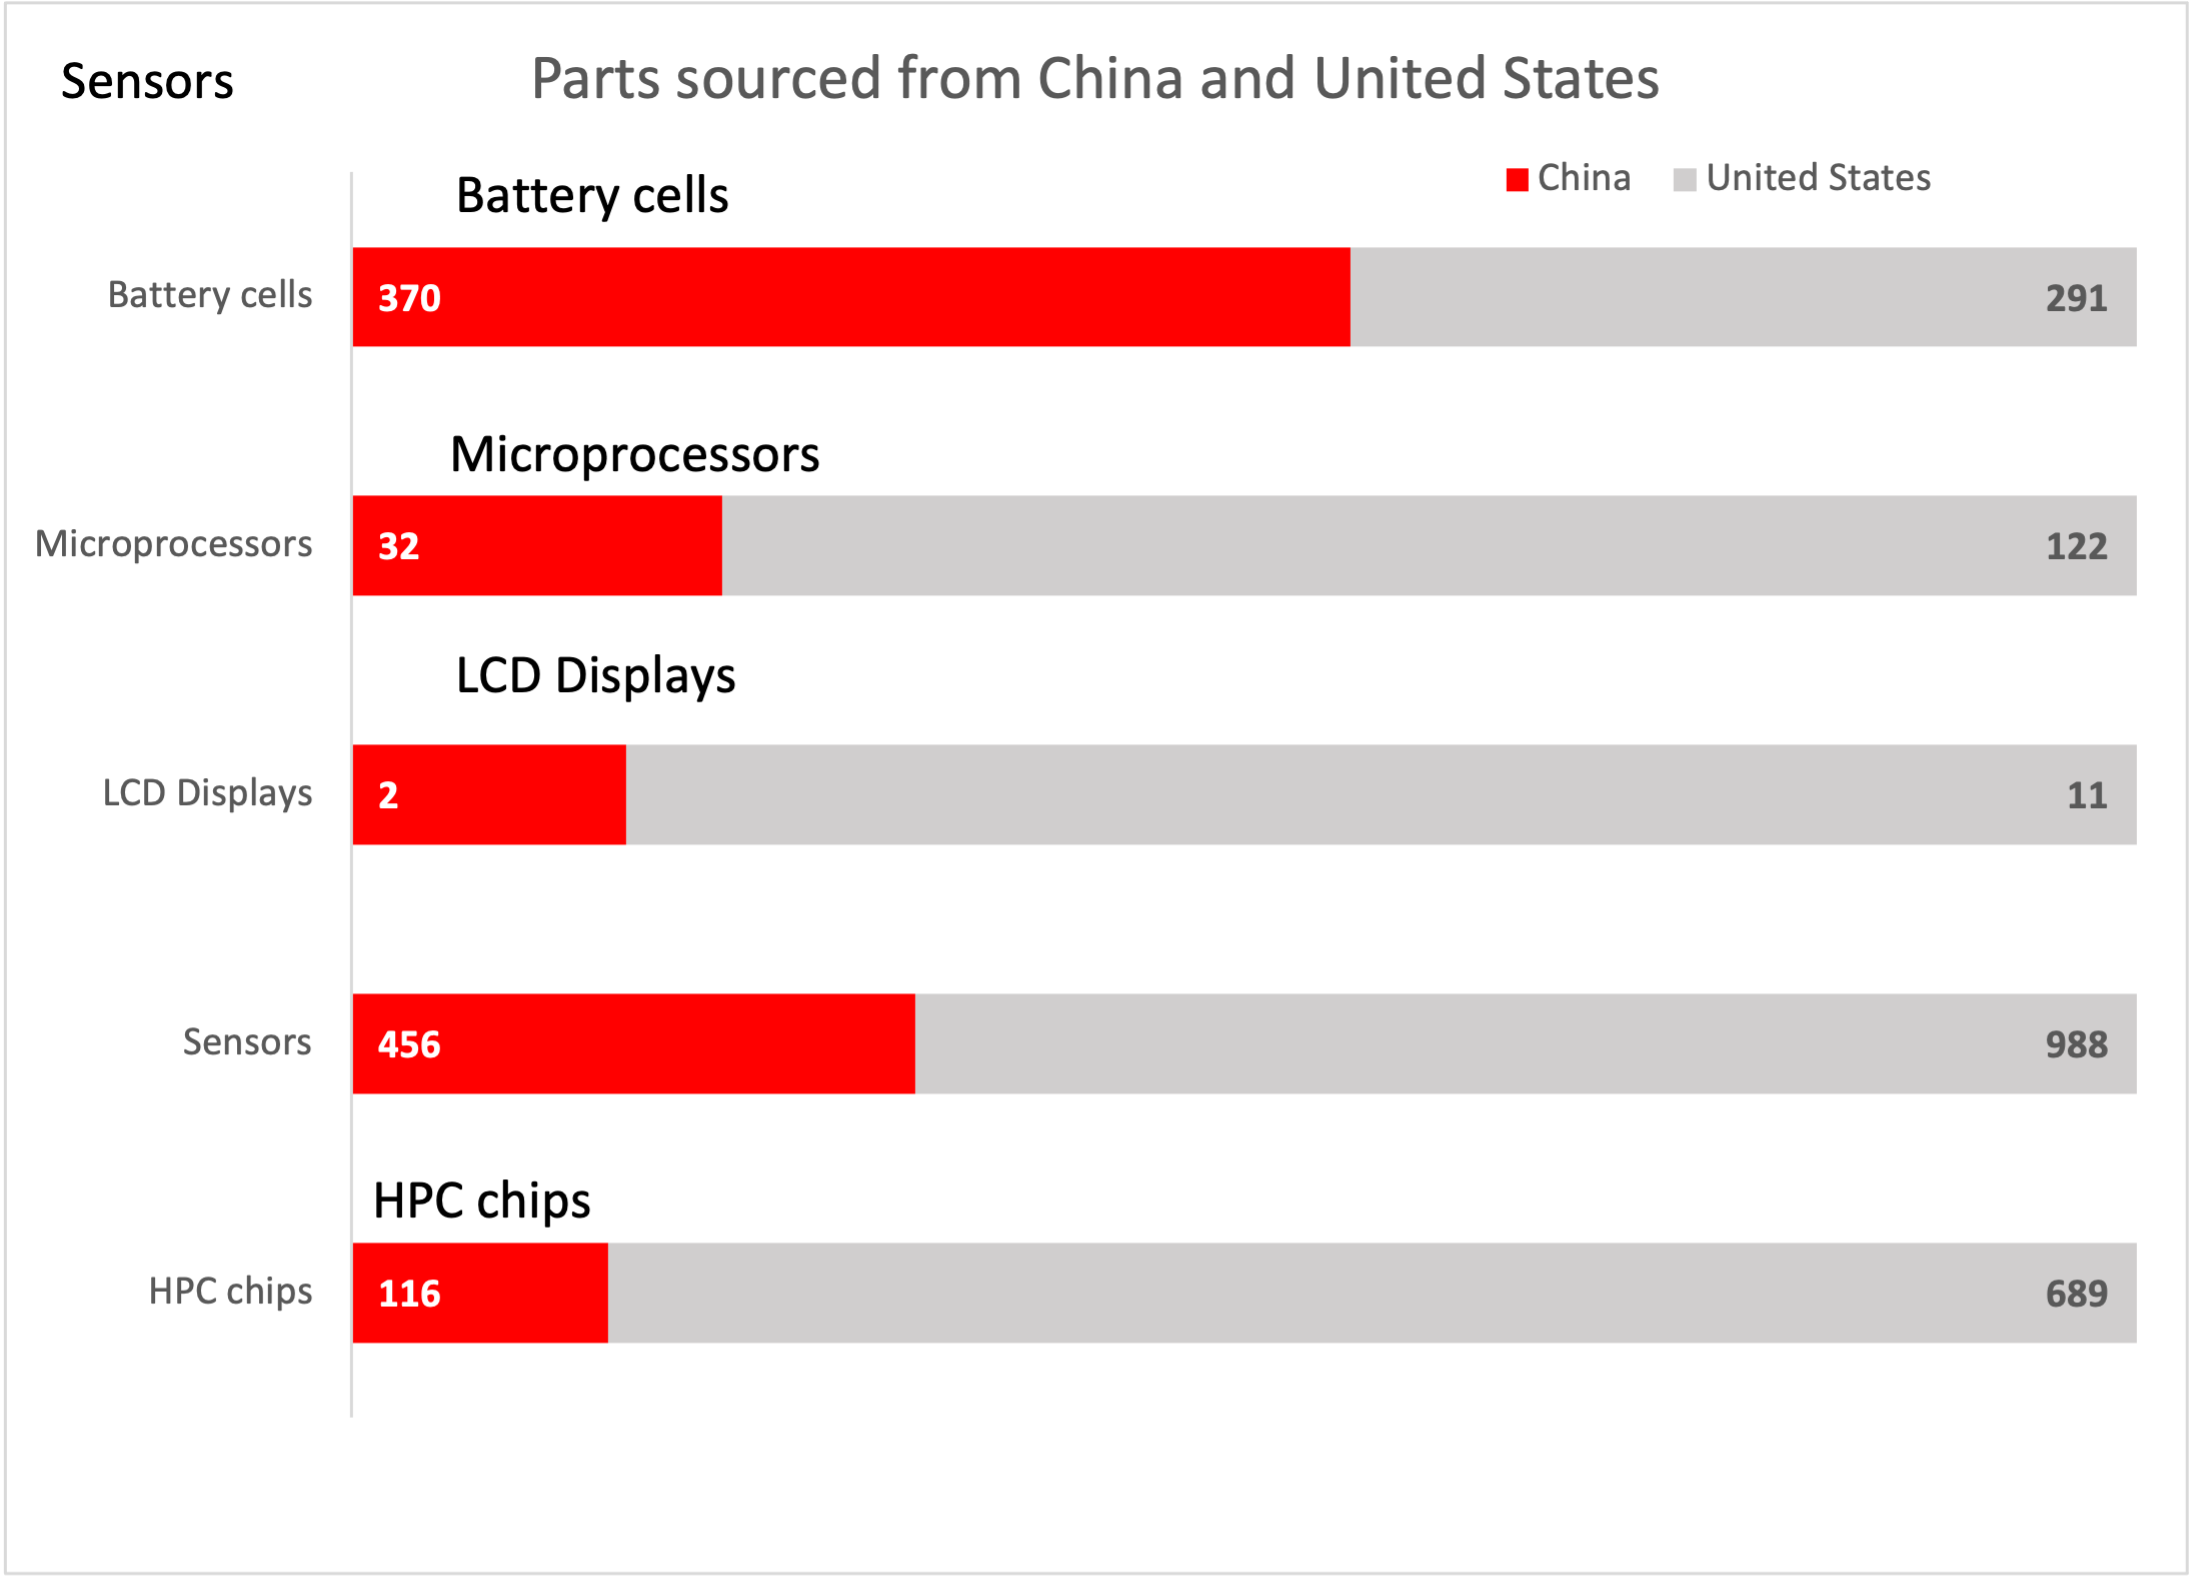 Sensors
Parts sourced from China and United States
China
United States
Battery cells
Battery cells
370
291
Microprocessors
Microprocessors
32
122
LCD Displays
LCD Displays
2
11
Sensors
456
988
HPC chips
HPC chips
116
689